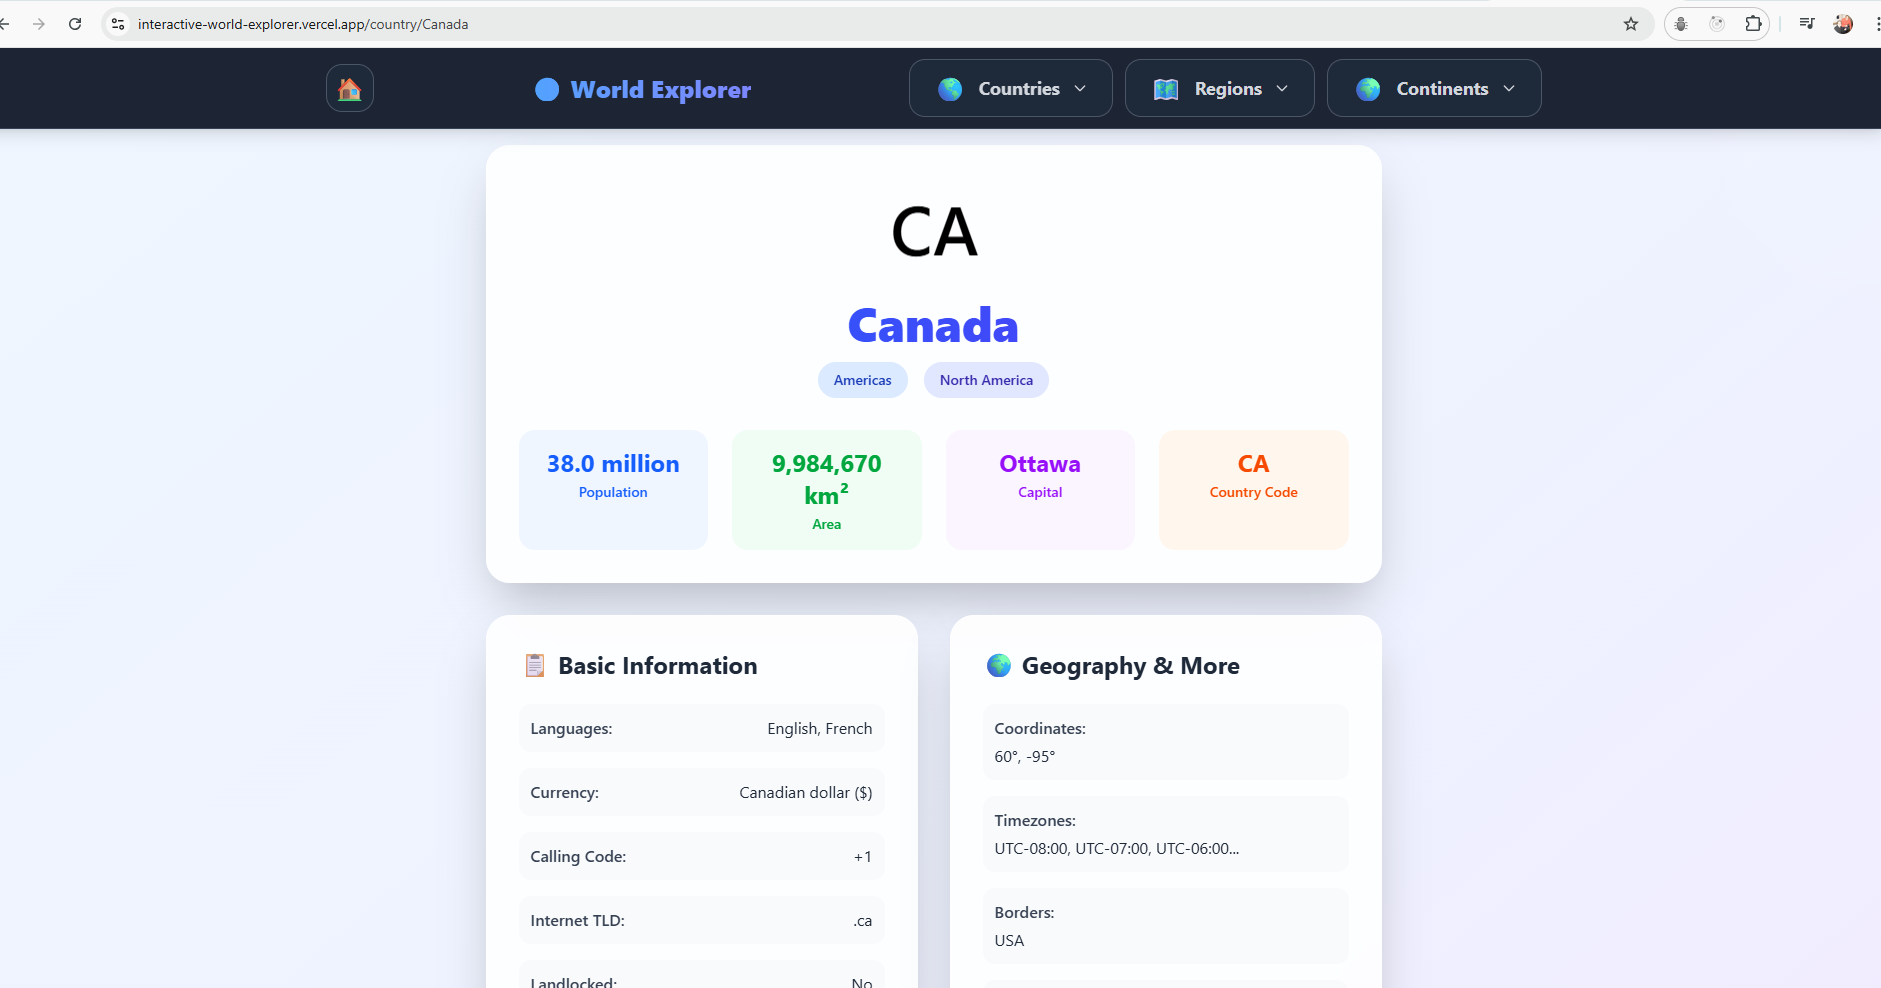 interactive-world-explorer.vercel.app/country/Canada
World Explorer
Countries
Regions
Continents
CA
Canada
Americas
North America
38.0 million
Population
9,984,670
km²
Area
Ottawa
Capital
CA
Country Code
Basic Information
Languages:
English, French
Currency:
Canadian dollar ($)
Calling Code:
+1
Internet TLD:
.ca
Landlocked:
No
Geography & More
Coordinates:
60°, -95°
Timezones:
UTC-08:00, UTC-07:00, UTC-06:00...
Borders:
USA